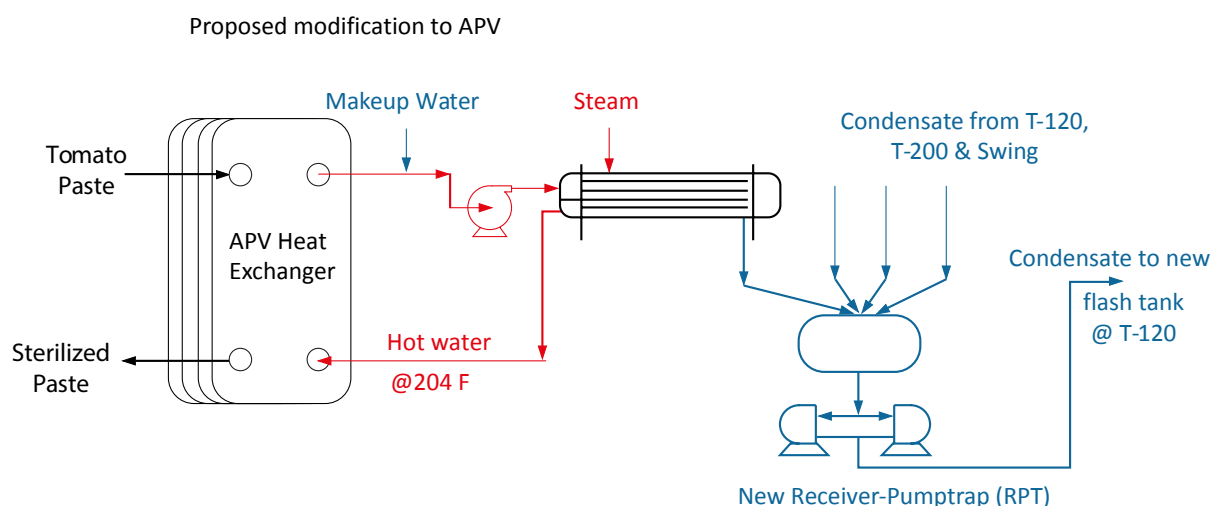 Proposed modification to APV
Makeup Water
Steam
Condensate from T-120,
T-200 & Swing
Tomato
Paste
APV Heat
Exchanger
Condensate to new
flash tank
@ T-120
Hot water
@204 F
Sterilized
Paste
New Receiver-Pumptrap (RPT)